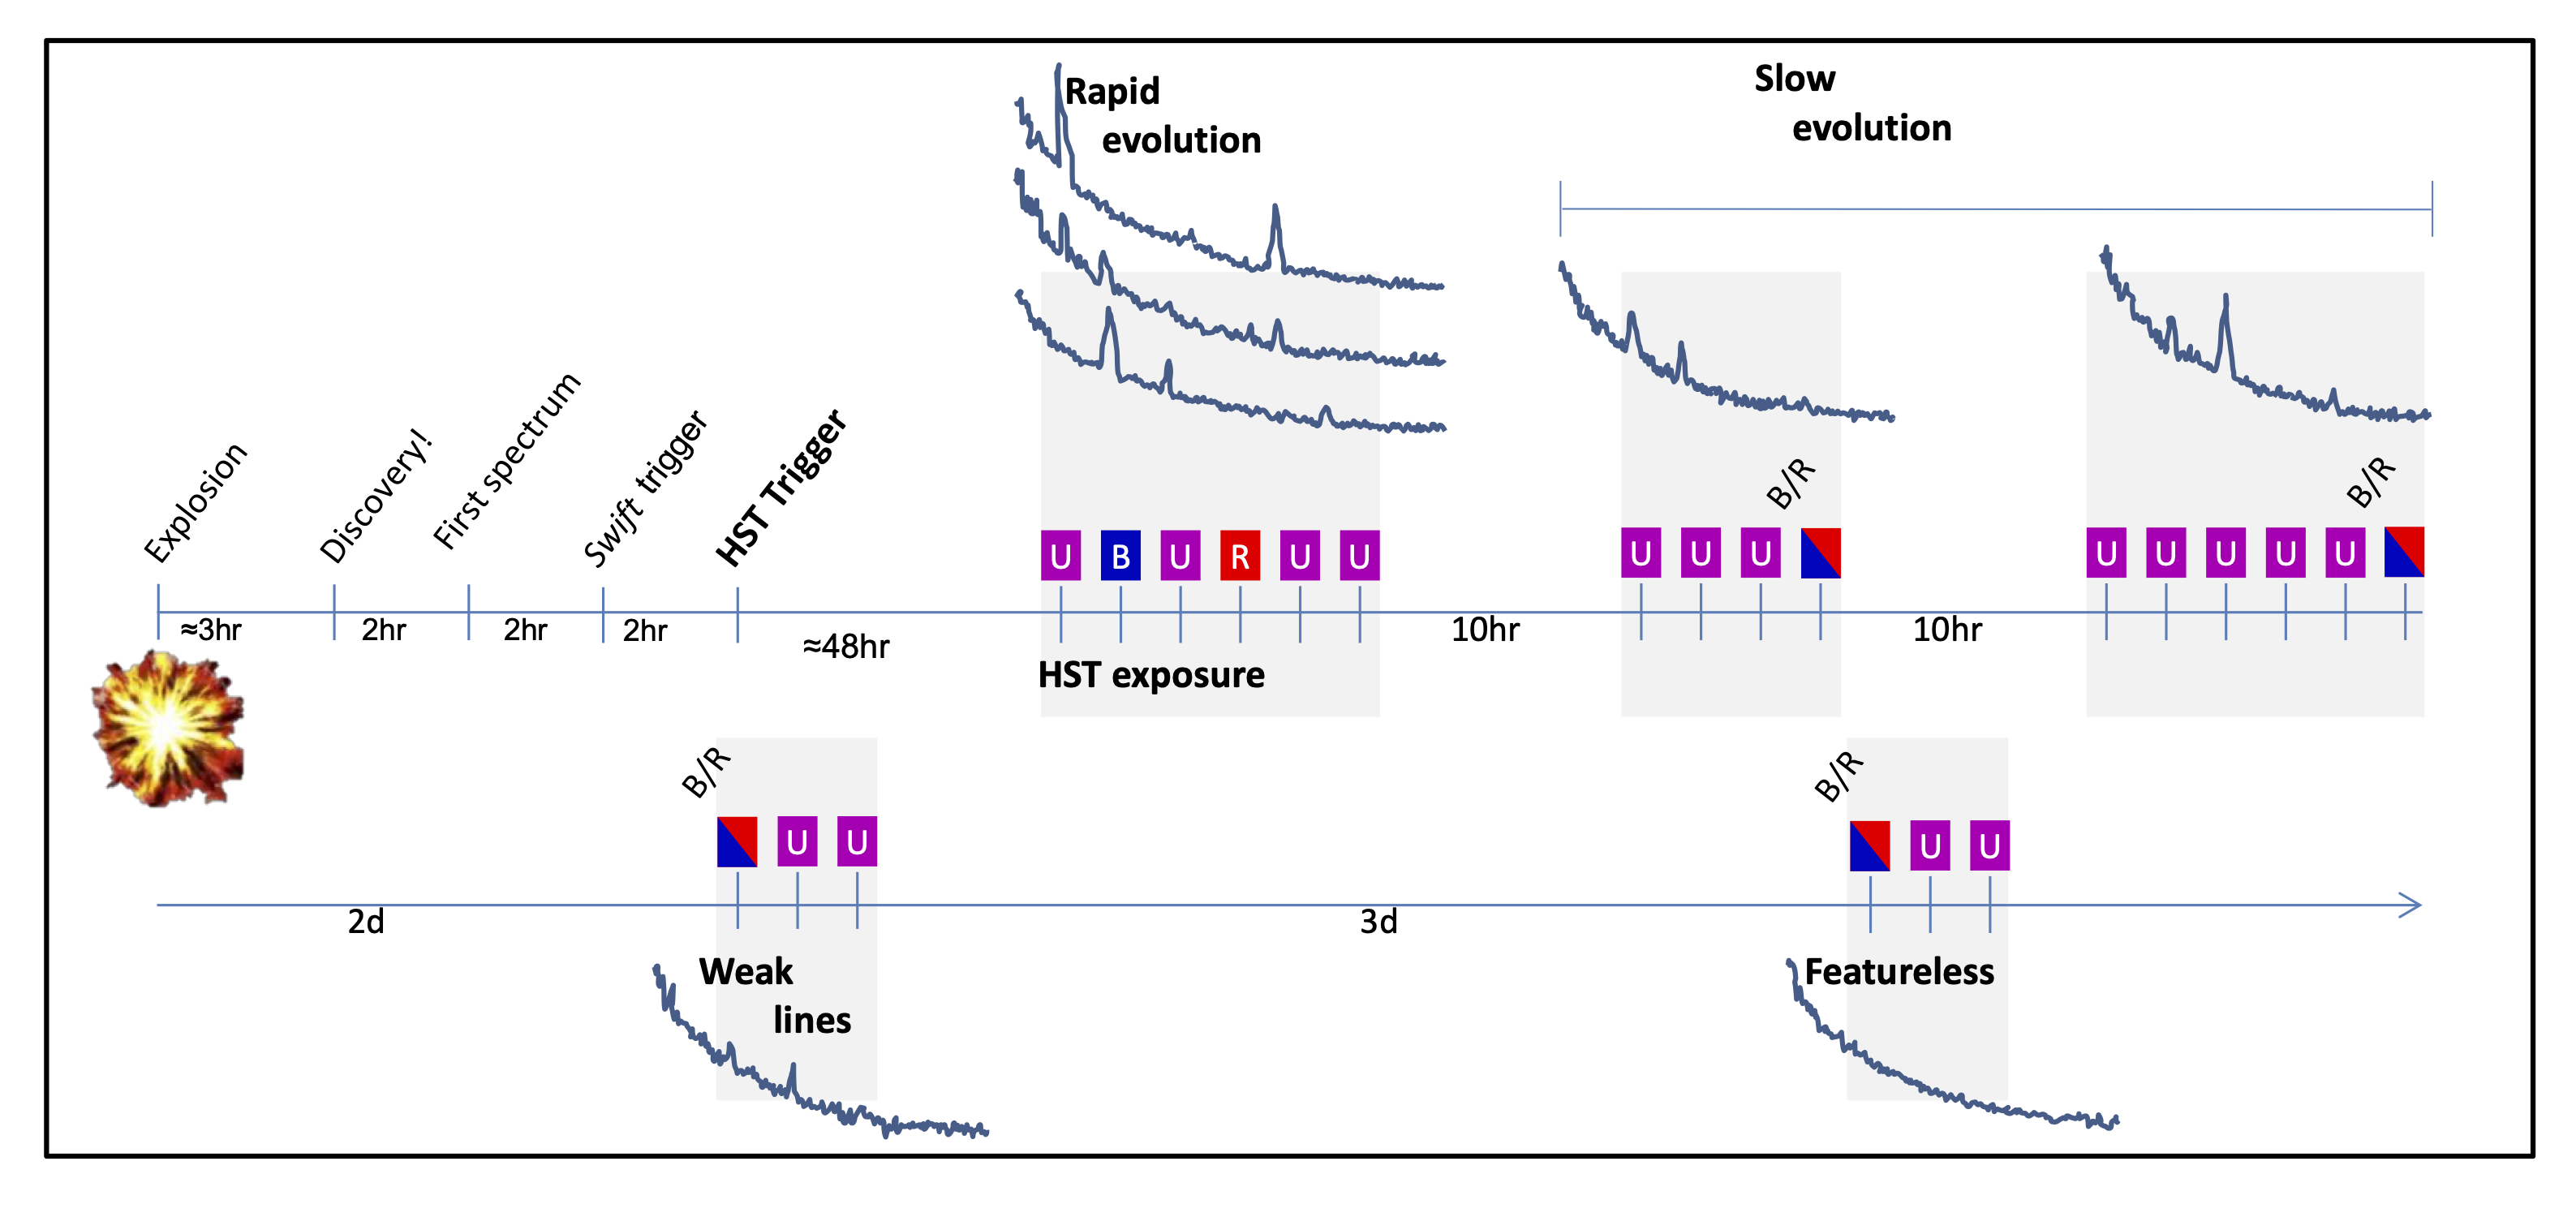 Rapid
evolution
Slow
evolution
Explosion
Discovery!
First spectrum
Swift trigger
HST Trigger
B/R
B/R
U B U R U U
U U U
U U U U U
≈3hr
2hr
2hr
2hr
≈48hr
10hr
10hr
HST exposure
B/R
B/R
U U
U U
2d
3d
Weak
lines
Featureless